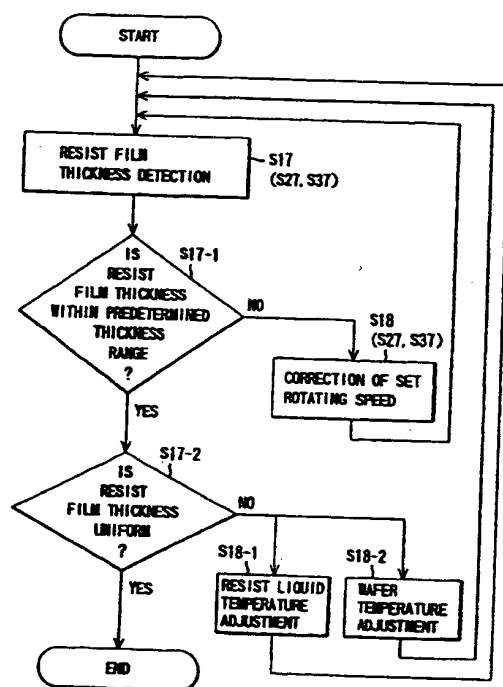 START
RESIST FILM
THICKNESS DETECTION
S17
(S27, S37)
IS
RESIST
FILM THICKNESS
WITHIN PREDETERMINED
THICKNESS
RANGE
?
S17-1
NO
YES
S18
(S27, S37)
CORRECTION OF SET
ROTATING SPEED
IS
RESIST
FILM THICKNESS
UNIFORM
?
S17-2
NO
YES
S18-1
RESIST LIQUID
TEMPERATURE
ADJUSTMENT
S18-2
WAFER
TEMPERATURE
ADJUSTMENT
END